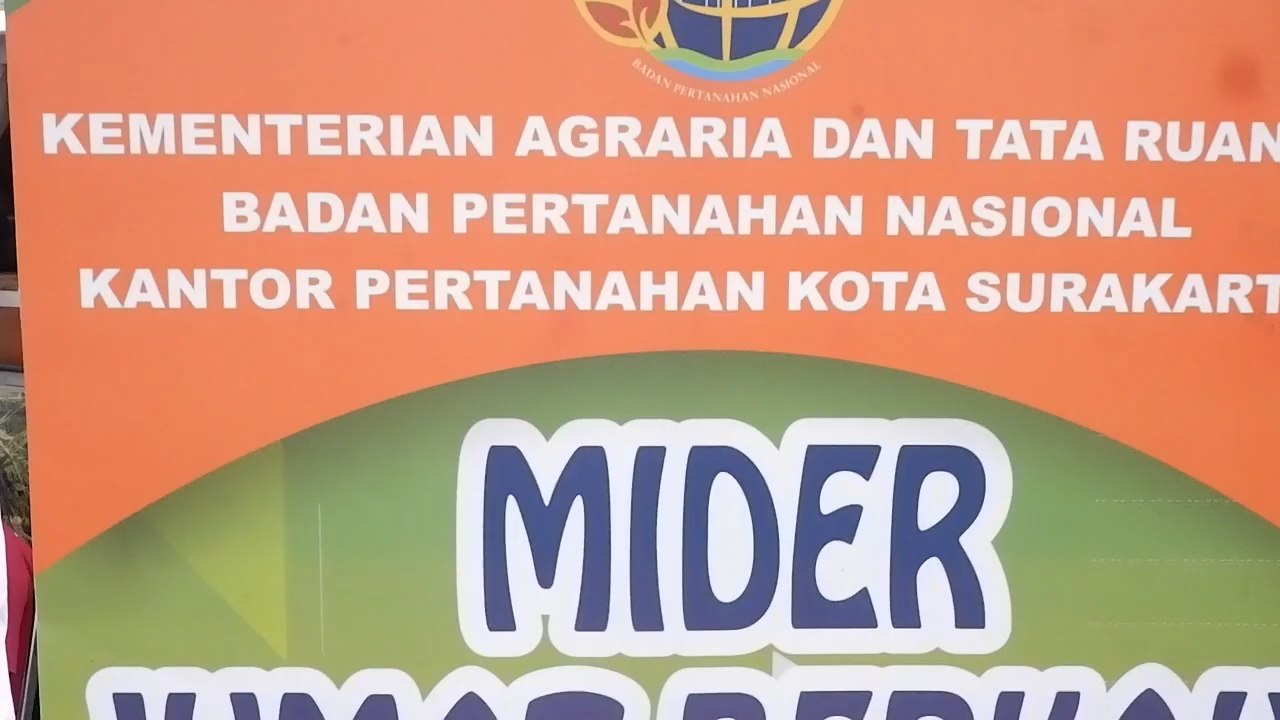 BADAN PERTANAHAN NASIONAL
KEMENTERIAN AGRARIA DAN TATA RUAN
BADAN PERTANAHAN NASIONAL
KANTOR PERTANAHAN KOTA SURAKART
MIDER